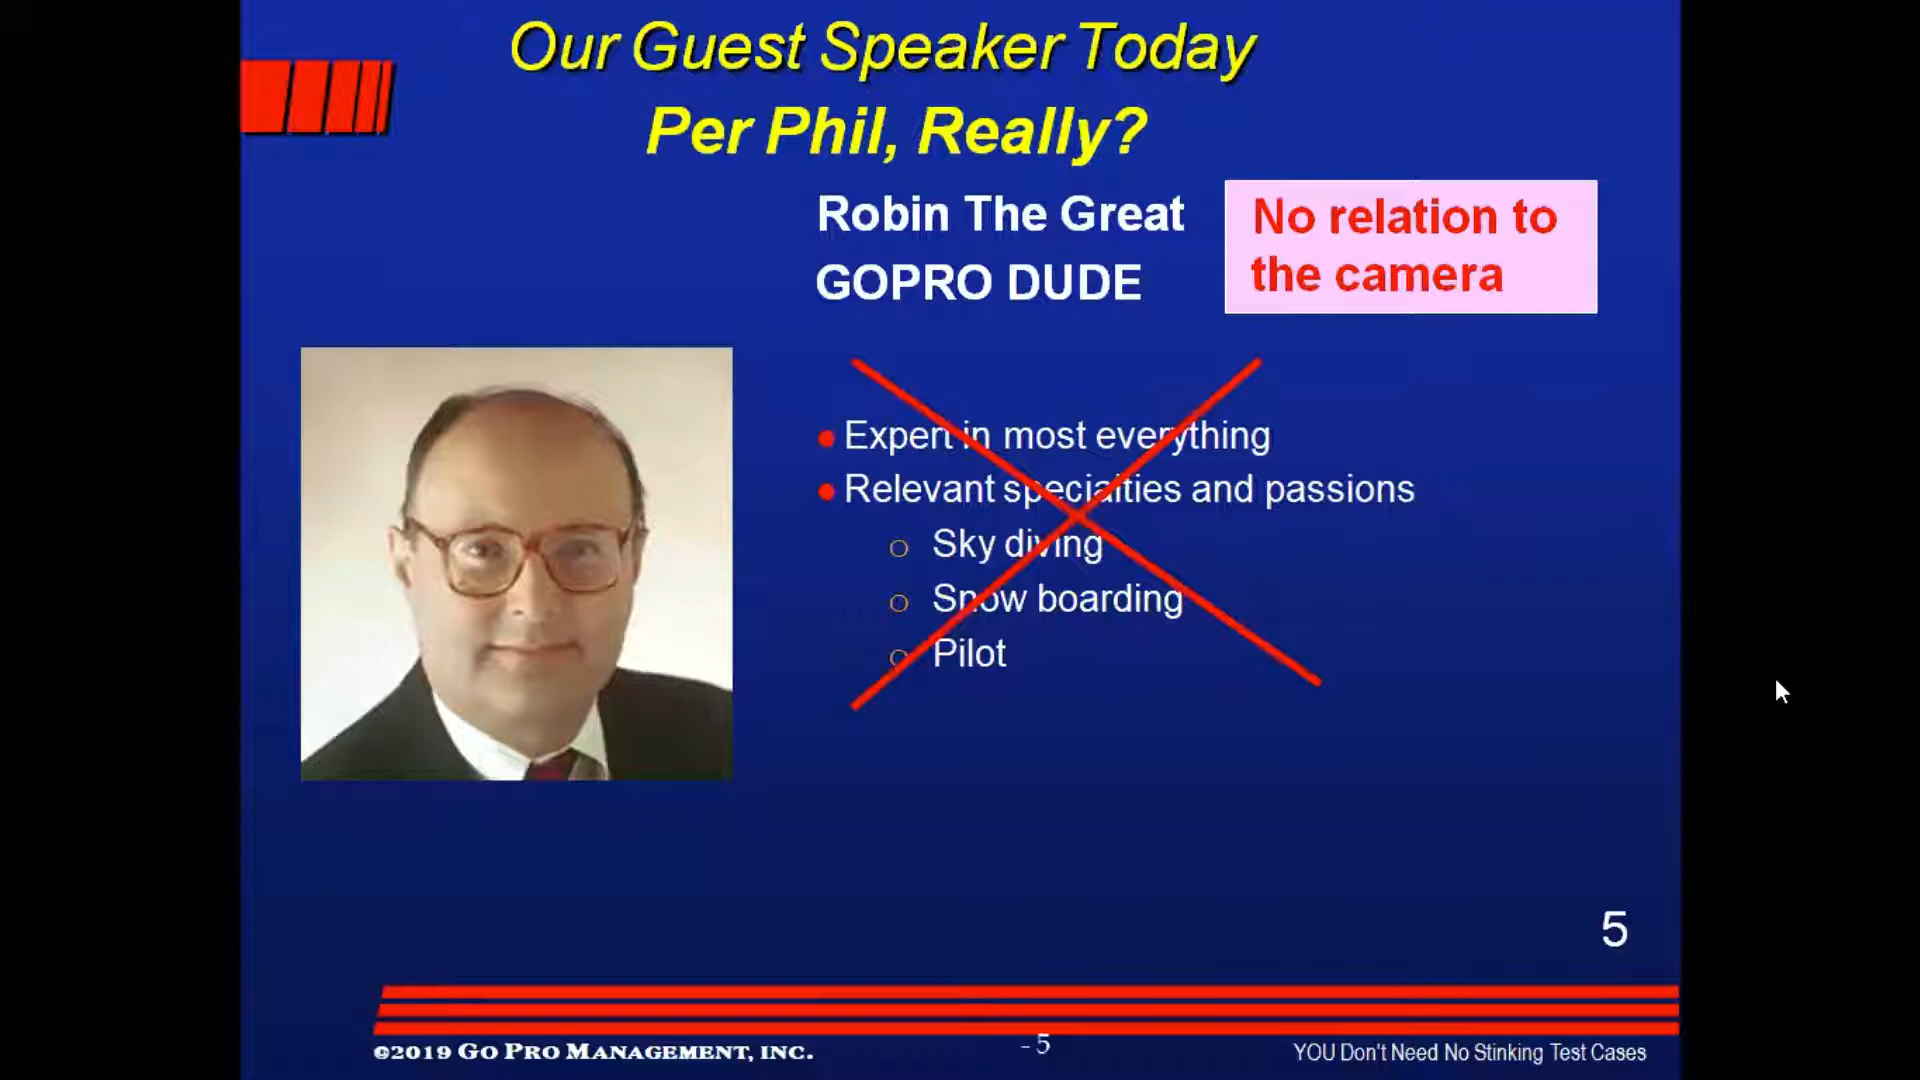 Our Guest Speaker Today
Per Phil, Really?
Robin The Great
GOPRO DUDE
No relation to
the camera
Expert in most everything
Relevant specialties and passions
Sky diving
Snow boarding
Pilot
5
©2019 GO PRO MANAGEMENT, INC.
- 5
YOU Don't Need No Stinking Test Cases